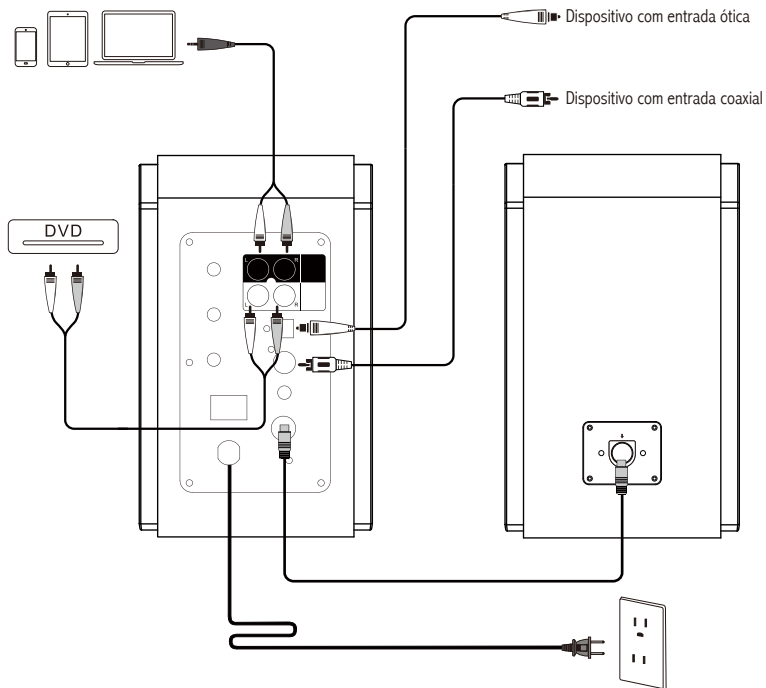 Dispositivo com entrada ótica
Dispositivo com entrada coaxial
DVD
L R
L R